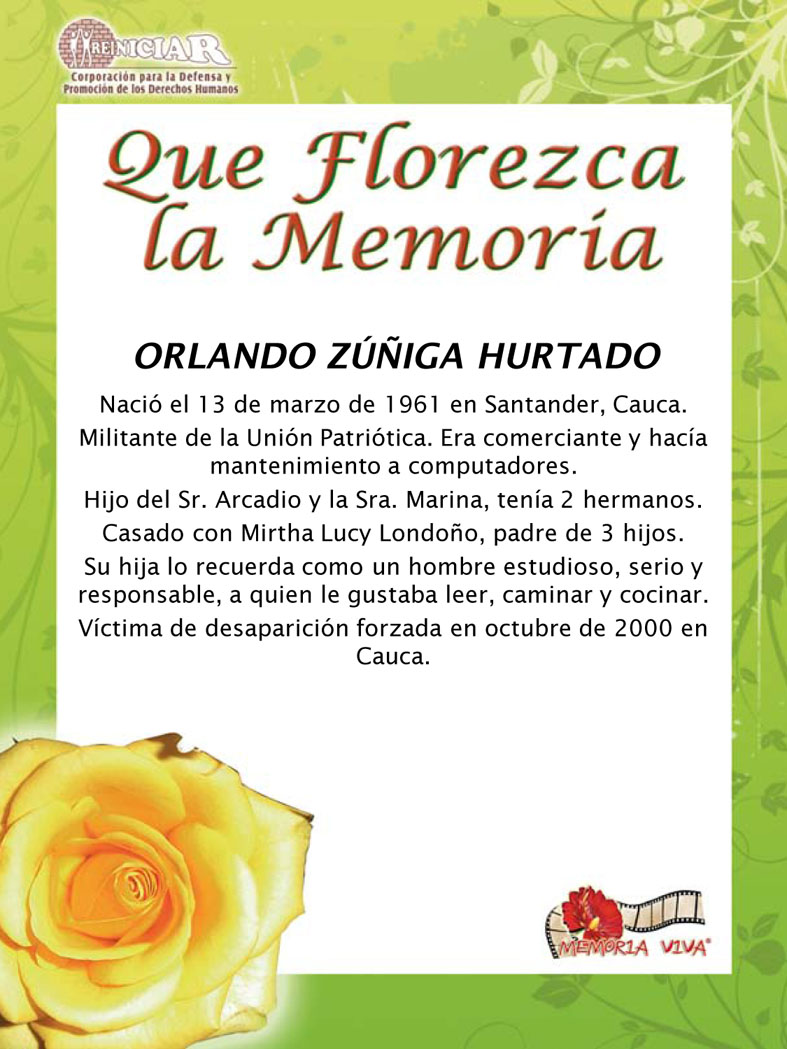 REINICIAR
Corporación para la Defensa y
Promoción de los Derechos Humanos
Que Florezca
la Memoria
ORLANDO ZÚÑIGA HURTADO
Nació el 13 de marzo de 1961 en Santander, Cauca.
Militante de la Unión Patriótica. Era comerciante y hacía
mantenimiento a computadores.
Hijo del Sr. Arcadio y la Sra. Marina, tenía 2 hermanos.
Casado con Mirtha Lucy Londoño, padre de 3 hijos.
Su hija lo recuerda como un hombre estudioso, serio y
responsable, a quien le gustaba leer, caminar y cocinar.
Víctima de desaparición forzada en octubre de 2000 en
Cauca.
MEMORIA VIVA®